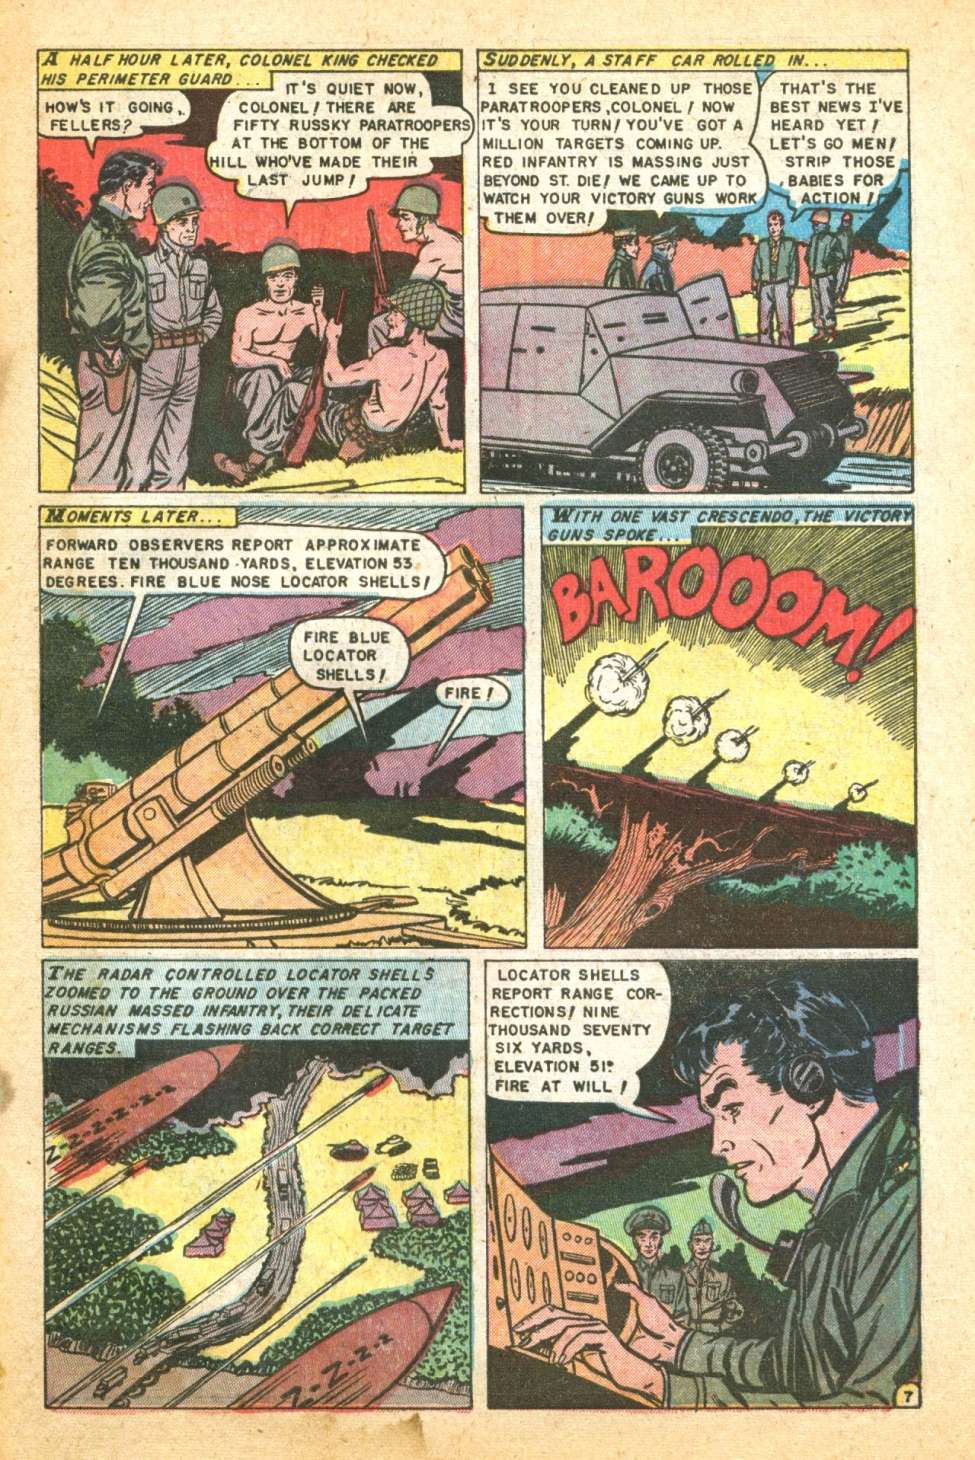 A HALF HOUR LATER, COLONEL KING CHECKED
HIS PERIMETER GUARD...
HOW'S IT GOING,
FELLERS?
IT'S QUIET NOW,
COLONEL! THERE ARE
FIFTY RUSSKY PARATROOPERS
AT THE BOTTOM OF THE
HILL WHO'VE MADE THEIR
LAST JUMP!
SUDDENLY, A STAFF CAR ROLLED IN...
I SEE YOU CLEANED UP THOSE
PARATROOPERS, COLONEL! NOW
IT'S YOUR TURN! YOU'VE GOT A
MILLION TARGETS COMING UP.
RED INFANTRY IS MASSING JUST
BEYOND ST. DIE! WE CAME UP TO
WATCH YOUR VICTORY GUNS WORK
THEM OVER!
THAT'S THE
BEST NEWS I'VE
HEARD YET!
LET'S GO MEN!
STRIP THOSE
BABIES FOR
ACTION!
MOMENTS LATER...
FORWARD OBSERVERS REPORT APPROXIMATE
RANGE TEN THOUSAND YARDS, ELEVATION 53
DEGREES. FIRE BLUE NOSE LOCATOR SHELLS!
FIRE BLUE
LOCATOR
SHELLS!
FIRE!
WITH ONE VAST CRESCENDO, THE VICTORY
GUNS SPOKE...
BAROOOM!
THE RADAR CONTROLLED LOCATOR SHELLS
ZOOMED TO THE GROUND OVER THE PACKED
RUSSIAN MASSED INFANTRY, THEIR DELICATE
MECHANISMS FLASHING BACK CORRECT TARGET
RANGES.
Z-Z-Z-Z-Z
Z-Z-Z-Z
LOCATOR SHELLS
REPORT RANGE COR-
RECTIONS! NINE
THOUSAND SEVENTY
SIX YARDS,
ELEVATION 51°.
FIRE AT WILL!
7